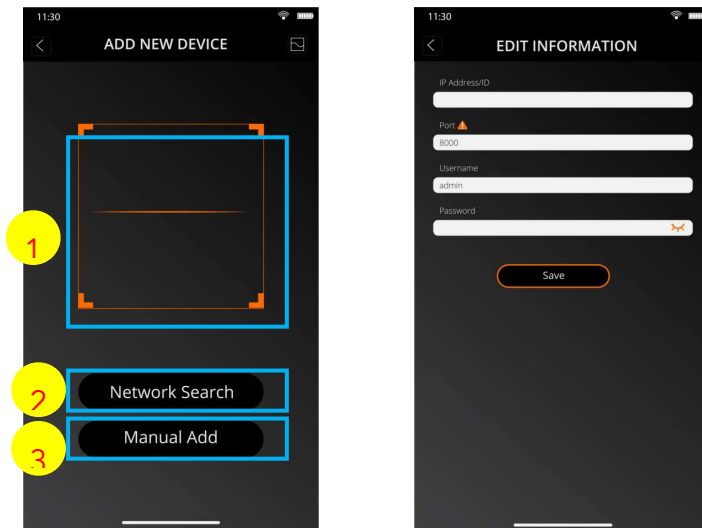 11:30
ADD NEW DEVICE
1
2
Network Search
3
Manual Add
11:30
EDIT INFORMATION
IP Address/ID
Port
8000
Username
admin
Password
Save